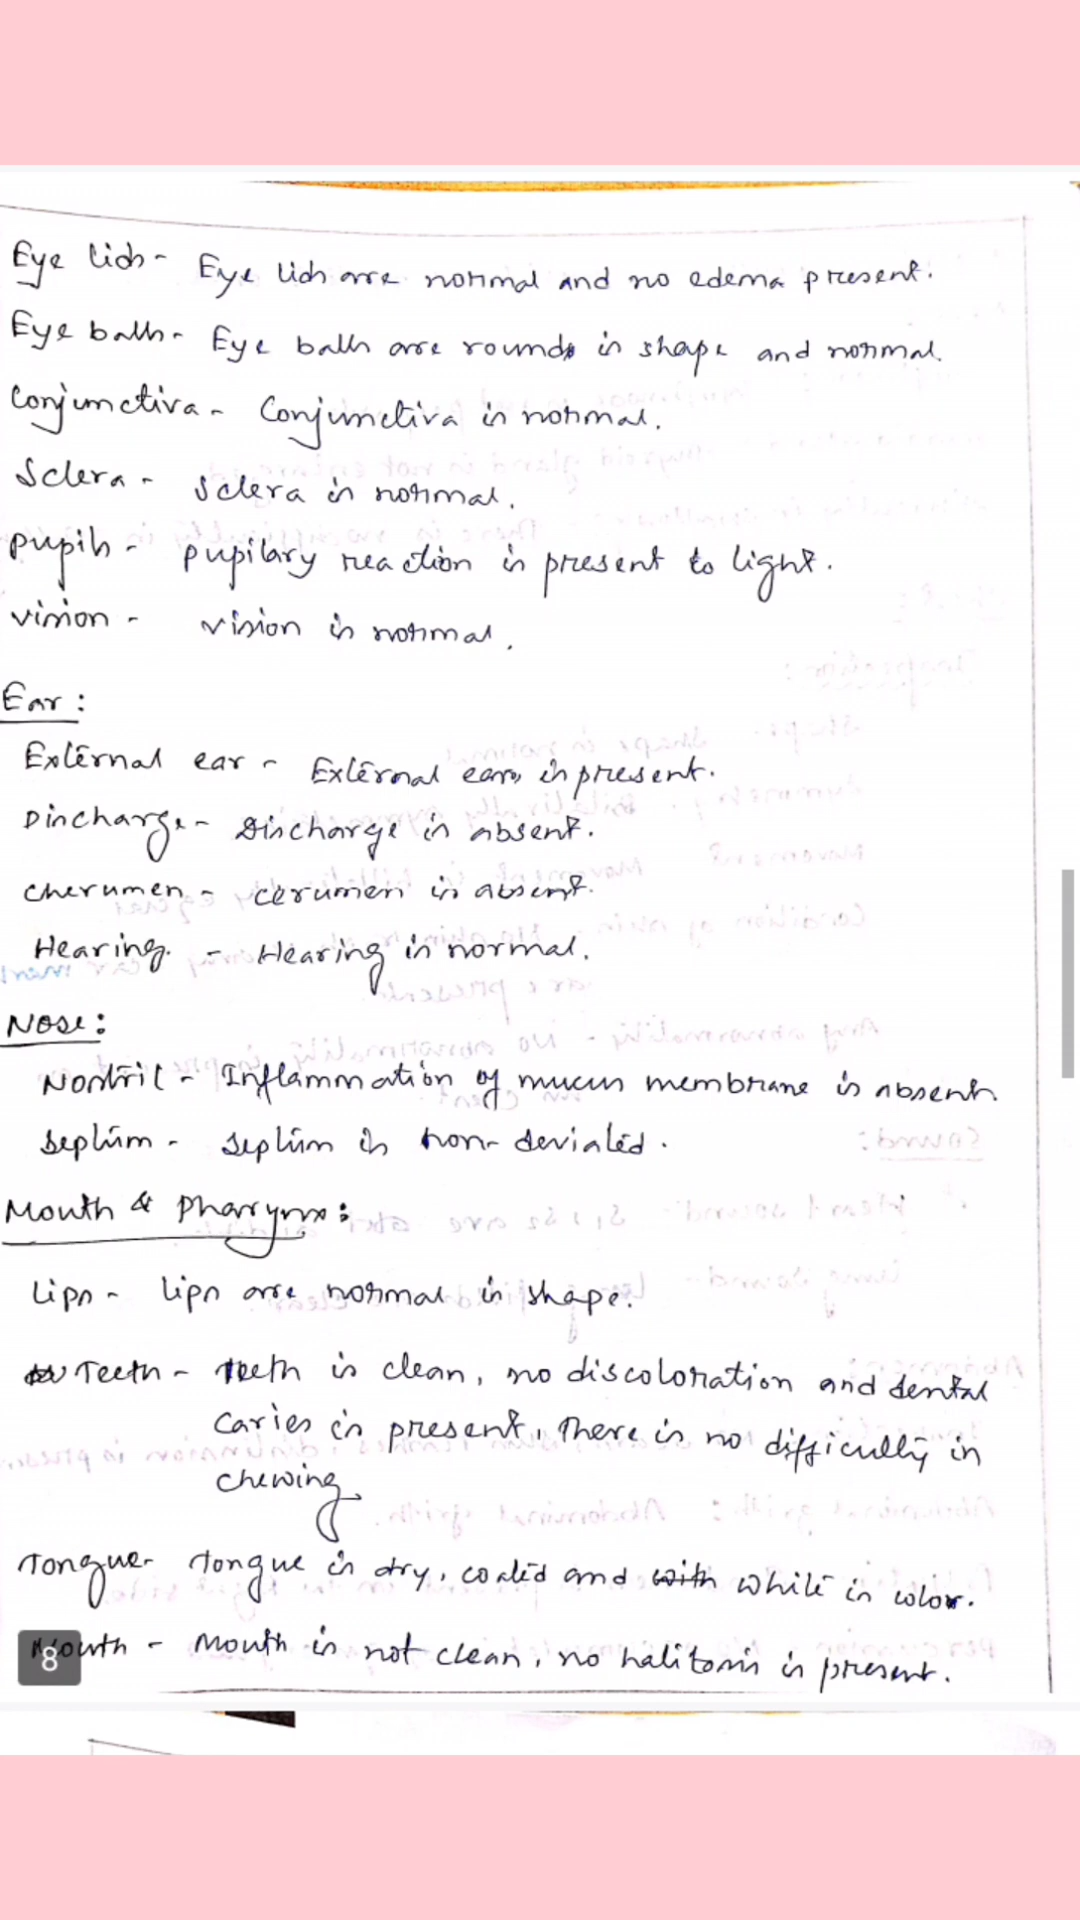 Eye lids - Eye lids are normal and no edema present.
Eye balls - Eye balls are rounds in shape and normal.
Conjunctiva - Conjunctiva is normal.
Sclera - Sclera is normal.
Pupils - pupilary reaction is present to light.
vision - vision is normal.
Ear :
External ear - External ears is present.
Discharge - Discharge is absent.
Cherumen - cerumen is absent.
Hearing. - Hearing is normal.
Nose :
Nostril - Inflammation of mucus membrane is absent.
Septum - Septum is non-deviated.
Mouth & Pharynx :
Lips - Lips are normal in shape.
Teeth - Teeth is clean, no discoloration and dental
caries is present, There is no difficulty in
chewing
Tongue - Tongue is dry, coated and with white in color.
Mouth - Mouth is not clean, no halitosis is present.
8